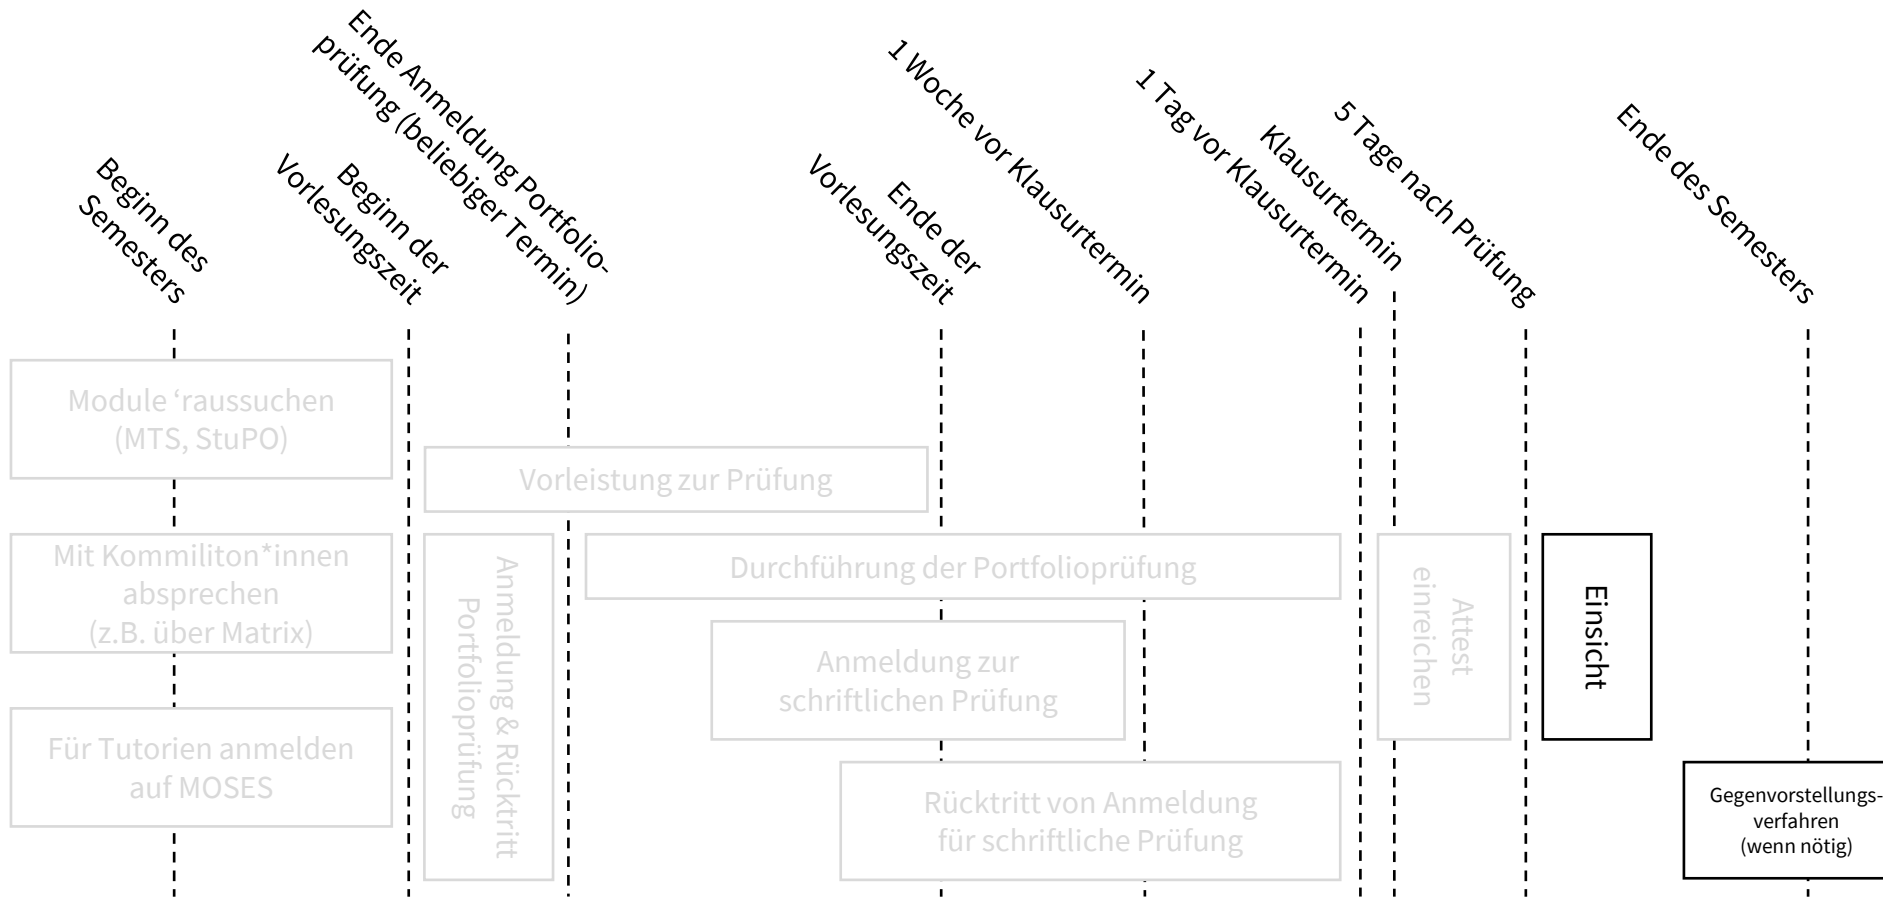 Beginn des
Semesters
Beginn der
Vorlesungszeit
Ende Anmeldung Portfolio-
prüfung (beliebiger Termin)
Ende der
Vorlesungszeit
1 Woche vor Klausurtermin
1 Tag vor Klausurtermin
Klausurtermin
5 Tage nach Prüfung
Ende des Semesters
Module ‘raussuchen
(MTS, StuPO)
Vorleistung zur Prüfung
Mit Kommiliton*innen
absprechen
(z.B. über Matrix)
Anmeldung & Rücktritt
Portfolioprüfung
Durchführung der Portfolioprüfung
Attest
einreichen
Einsicht
Anmeldung zur
schriftlichen Prüfung
Für Tutorien anmelden
auf MOSES
Rücktritt von Anmeldung
für schriftliche Prüfung
Gegenvorstellungs-
verfahren
(wenn nötig)